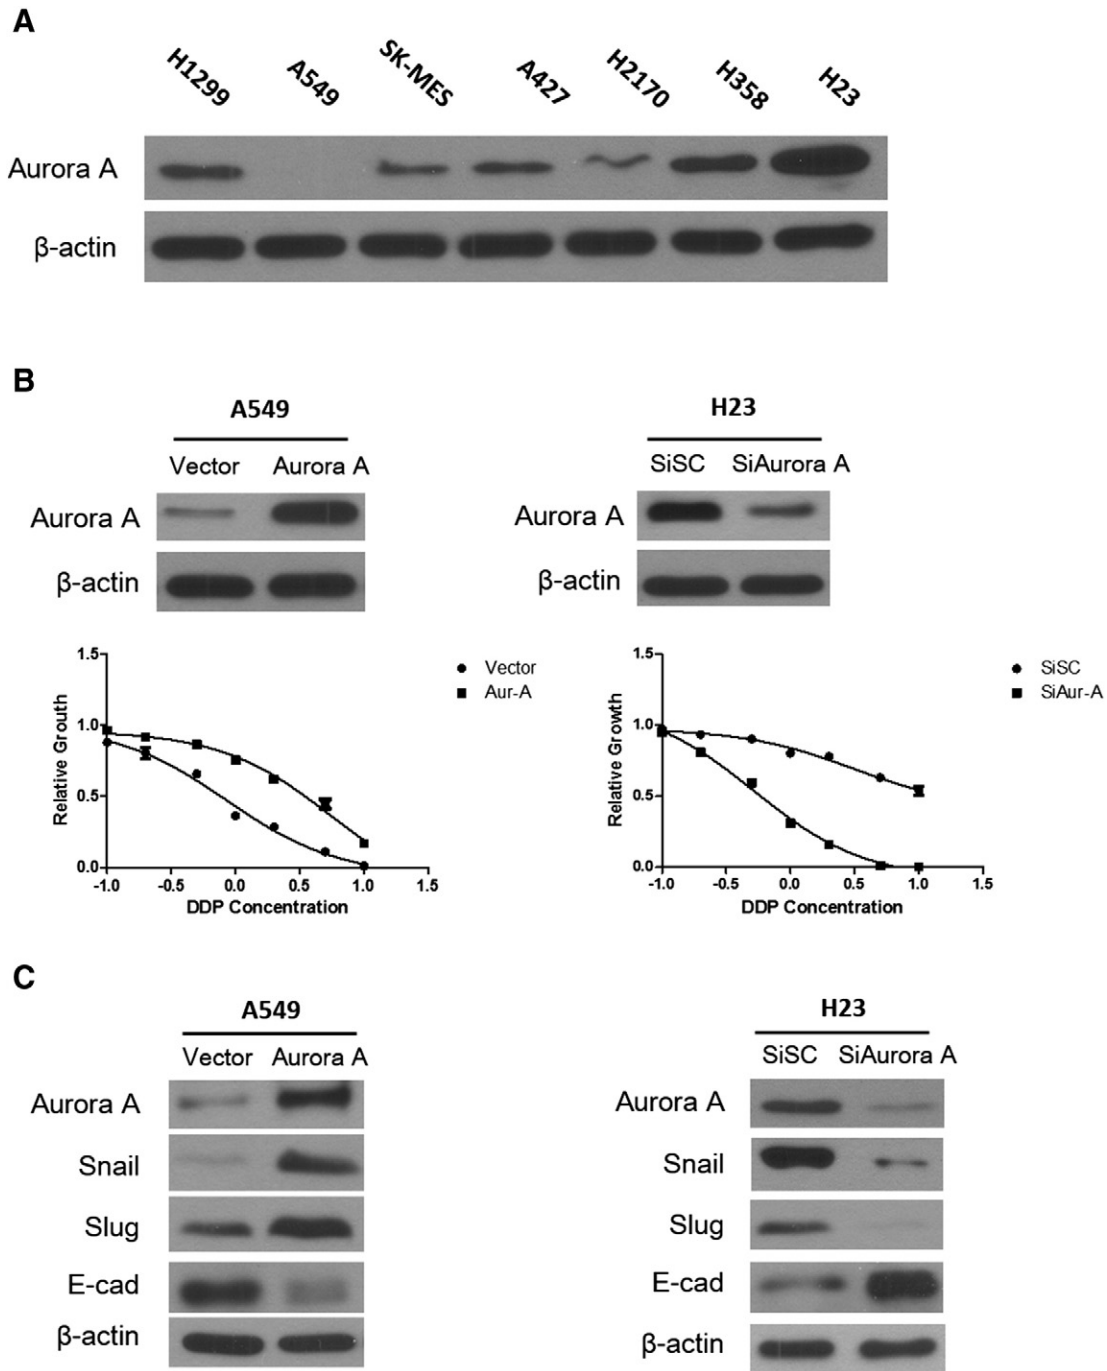 A
H1299 A549 SK-MES A427 H2170 H358 H23
Aurora A
β-actin
B
A549
Vector Aurora A
Aurora A
β-actin
H23
SiSC SiAurora A
Aurora A
β-actin
1.5
1.0
0.5
0.0
Relative Grouth
-1.0 -0.5 0.0 0.5 1.0 1.5
DDP Concentration
Vector
Aur-A
1.5
1.0
0.5
0.0
Relative Growth
-1.0 -0.5 0.0 0.5 1.0 1.5
DDP Concentration
SiSC
SiAur-A
C
A549
Vector Aurora A
Aurora A
Snail
Slug
E-cad
β-actin
H23
SiSC SiAurora A
Aurora A
Snail
Slug
E-cad
β-actin